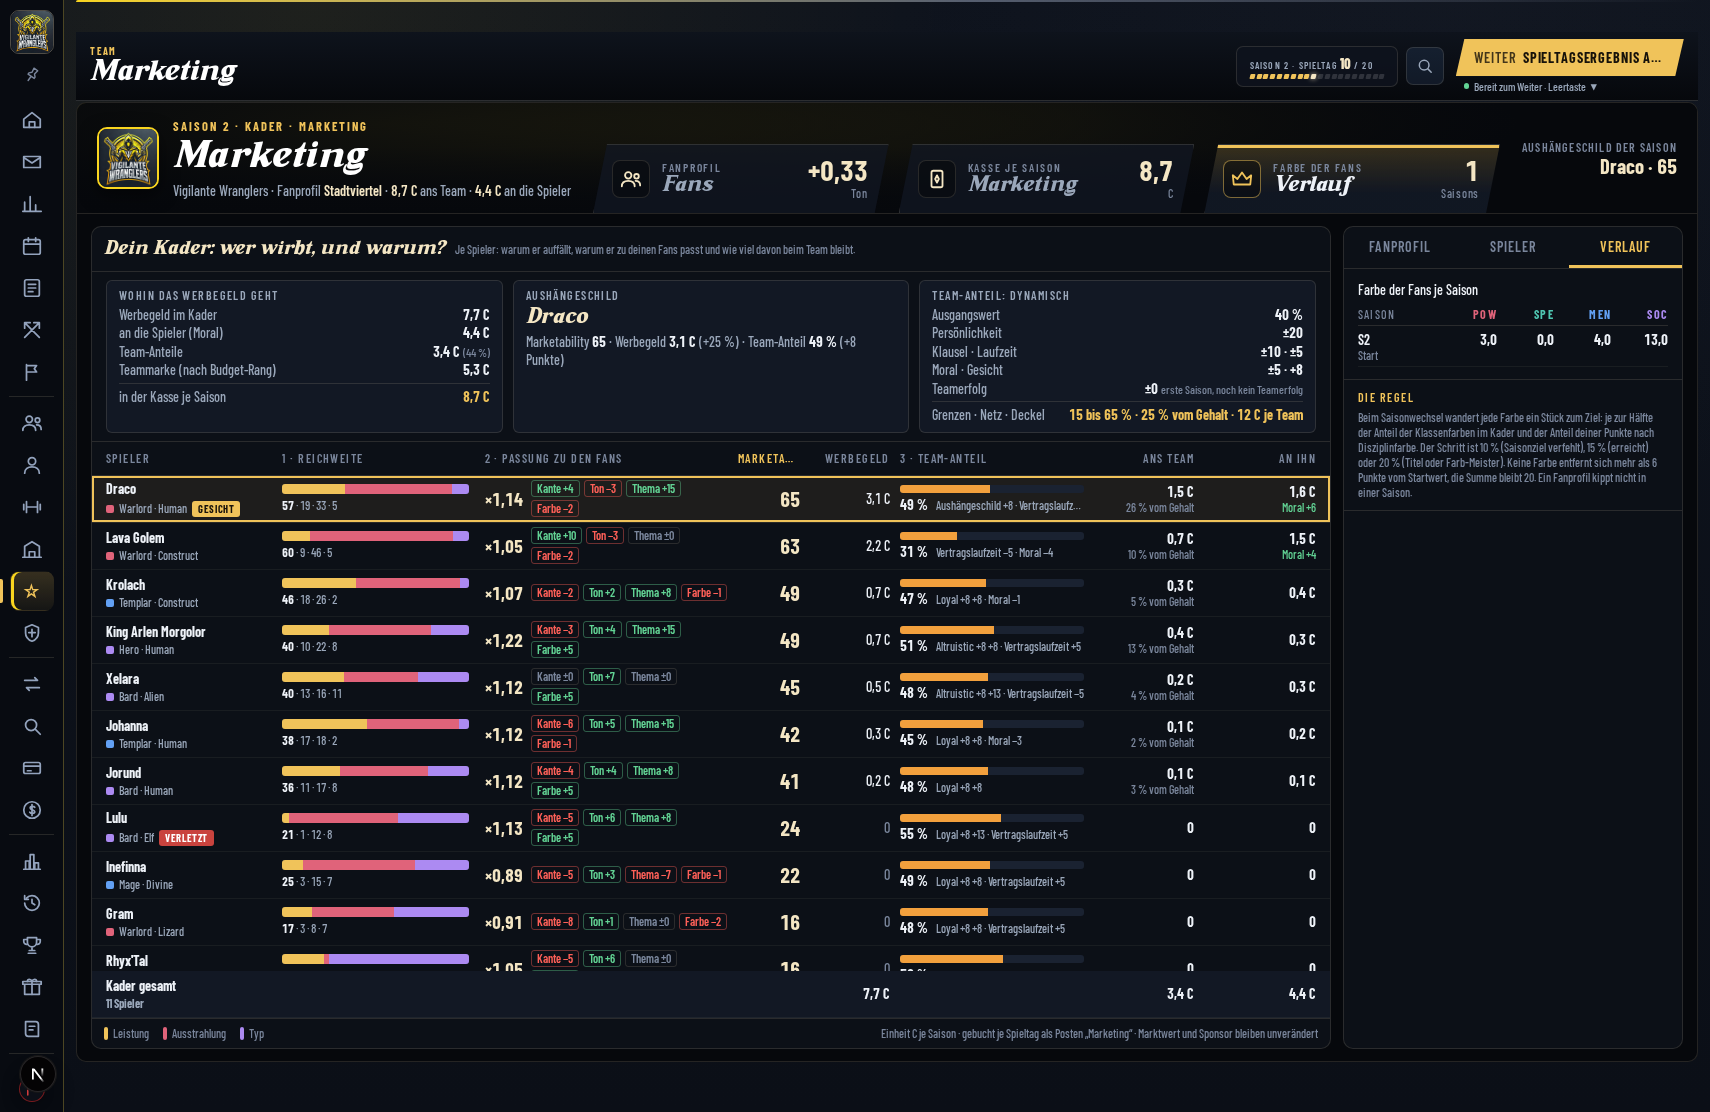 TEAM
Marketing
SAISON 2 · SPIELTAG 10 / 20
WEITER SPIELTAGSERGEBNIS A...
Bereit zum Weiter · Leertaste ▼
VIGILANTE WRANGLERS
SAISON 2 · KADER · MARKETING
Marketing
Vigilante Wranglers · Fanprofil Stadtviertel · 8,7 C ans Team · 4,4 C an die Spieler
FANPROFIL
Fans
+0,33
Ton
KASSE JE SAISON
Marketing
8,7
C
FARBE DER FANS
Verlauf
1
Saisons
AUSHÄNGESCHILD DER SAISON
Draco · 65
Dein Kader: wer wirbt, und warum? Je Spieler: warum er auffällt, warum er zu deinen Fans passt und wie viel davon beim Team bleibt.
WOHIN DAS WERBEGELD GEHT
Werbegeld im Kader 7,7 C
an die Spieler (Moral) 4,4 C
Team-Anteile 3,4 C (44 %)
Teammarke (nach Budget-Rang) 5,3 C
in der Kasse je Saison 8,7 C
AUSHÄNGESCHILD
Draco
Marketability 65 · Werbegeld 3,1 C (+25 %) · Team-Anteil 49 % (+8
Punkte)
TEAM-ANTEIL: DYNAMISCH
Ausgangswert 40 %
Persönlichkeit ±20
Klausel · Laufzeit ±10 · ±5
Moral · Gesicht ±5 · +8
Teamerfolg ±0 erste Saison, noch kein Teamerfolg
Grenzen · Netz · Deckel 15 bis 65 % · 25 % vom Gehalt · 12 C je Team
SPIELER 1 · REICHWEITE 2 · PASSUNG ZU DEN FANS MARKETA... WERBEGELD 3 · TEAM-ANTEIL ANS TEAM AN IHN
Draco
Warlord · Human GESICHT
57 · 19 · 33 · 5
×1,14 Kante +4 Ton −3 Thema +15
Farbe −2
65 3,1 C
49 % Aushängeschild +8 · Vertragslaufz...
1,5 C
26 % vom Gehalt
1,6 C
Moral +6
Lava Golem
Warlord · Construct
60 · 9 · 46 · 5
×1,05 Kante +10 Ton −3 Thema ±0
Farbe −2
63 2,2 C
31 % Vertragslaufzeit −5 · Moral −4
0,7 C
10 % vom Gehalt
1,5 C
Moral +4
Krolach
Templar · Construct
46 · 18 · 26 · 2
×1,07 Kante −2 Ton +2 Thema +8 Farbe −1
49 0,7 C
47 % Loyal +8 +8 · Moral −1
0,3 C
5 % vom Gehalt
0,4 C
King Arlen Morgolor
Hero · Human
40 · 10 · 22 · 8
×1,22 Kante −3 Ton +4 Thema +15
Farbe +5
49 0,7 C
51 % Altruistic +8 +8 · Vertragslaufzeit +5
0,4 C
13 % vom Gehalt
0,3 C
Xelara
Bard · Alien
40 · 13 · 16 · 11
×1,12 Kante ±0 Ton +7 Thema ±0
Farbe +5
45 0,5 C
48 % Altruistic +8 +13 · Vertragslaufzeit −5
0,2 C
4 % vom Gehalt
0,3 C
Johanna
Templar · Human
38 · 17 · 18 · 2
×1,12 Kante −6 Ton +5 Thema +15
Farbe −1
42 0,3 C
45 % Loyal +8 +8 · Moral −3
0,1 C
2 % vom Gehalt
0,2 C
Jorund
Bard · Human
36 · 11 · 17 · 8
×1,12 Kante −4 Ton +4 Thema +8
Farbe +5
41 0,2 C
48 % Loyal +8 +8
0,1 C
3 % vom Gehalt
0,1 C
Lulu
Bard · Elf VERLETZT
21 · 1 · 12 · 8
×1,13 Kante −5 Ton +6 Thema +8
Farbe +5
24 0
55 % Loyal +8 +13 · Vertragslaufzeit +5
0
0
Inefinna
Mage · Divine
25 · 3 · 15 · 7
×0,89 Kante −5 Ton +3 Thema −7 Farbe −1
22 0
49 % Loyal +8 +8 · Vertragslaufzeit +5
0
0
Gram
Warlord · Lizard
17 · 3 · 8 · 7
×0,91 Kante −8 Ton +1 Thema ±0 Farbe −2
16 0
48 % Loyal +8 +8 · Vertragslaufzeit +5
0
0
Rhyx'Tal
×1,05 Kante −5 Ton +6 Thema ±0
16 0
0
0
Kader gesamt
11 Spieler
7,7 C 3,4 C 4,4 C
Leistung Ausstrahlung Typ
Einheit C je Saison · gebucht je Spieltag als Posten „Marketing“ · Marktwert und Sponsor bleiben unverändert
FANPROFIL SPIELER VERLAUF
Farbe der Fans je Saison
SAISON POW SPE MEN SOC
S2 3,0 0,0 4,0 13,0
Start
DIE REGEL
Beim Saisonwechsel wandert jede Farbe ein Stück zum Ziel: je zur Hälfte
der Anteil der Klassenfarben im Kader und der Anteil deiner Punkte nach
Disziplinfarbe. Der Schritt ist 10 % (Saisonziel verfehlt), 15 % (erreicht)
oder 20 % (Titel oder Farb-Meister). Keine Farbe entfernt sich mehr als 6
Punkte vom Startwert, die Summe bleibt 20. Ein Fanprofil kippt nicht in
einer Saison.
N